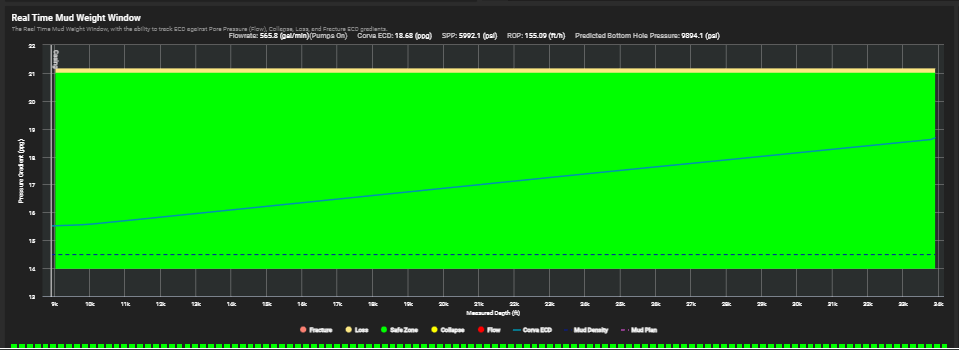 Real Time Mud Weight Window
The Real Time Mud Weight Window, with the ability to track ECD against Pore Pressure (Flow), Collapse, Loss, and Fracture ECD gradients.
Flowrate: 565.8 (gal/min)(Pumps On) Corva ECD: 18.68 (ppg) SPP: 5992.1 (psi) ROP: 155.09 (ft/h) Predicted Bottom Hole Pressure: 9894.1 (psi)
Casing
Pressure Gradient (ppg)
22
21
20
19
18
17
16
15
14
13
9k 10k 11k 12k 13k 14k 15k 16k 17k 18k 19k 20k 21k 22k 23k 24k 25k 26k 27k 28k 29k 30k 31k 32k 33k 34k
Measured Depth (ft)
Fracture Loss Safe Zone Collapse Flow Corva ECD Mud Density Mud Plan